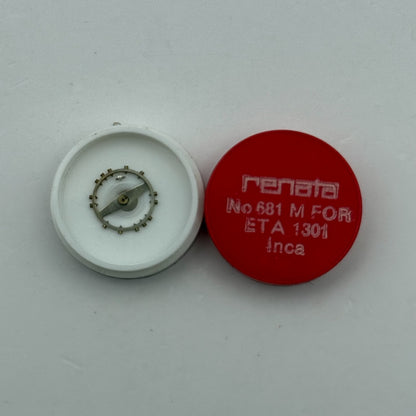 renata
No 681 M FOR
ETA 1301
Inca